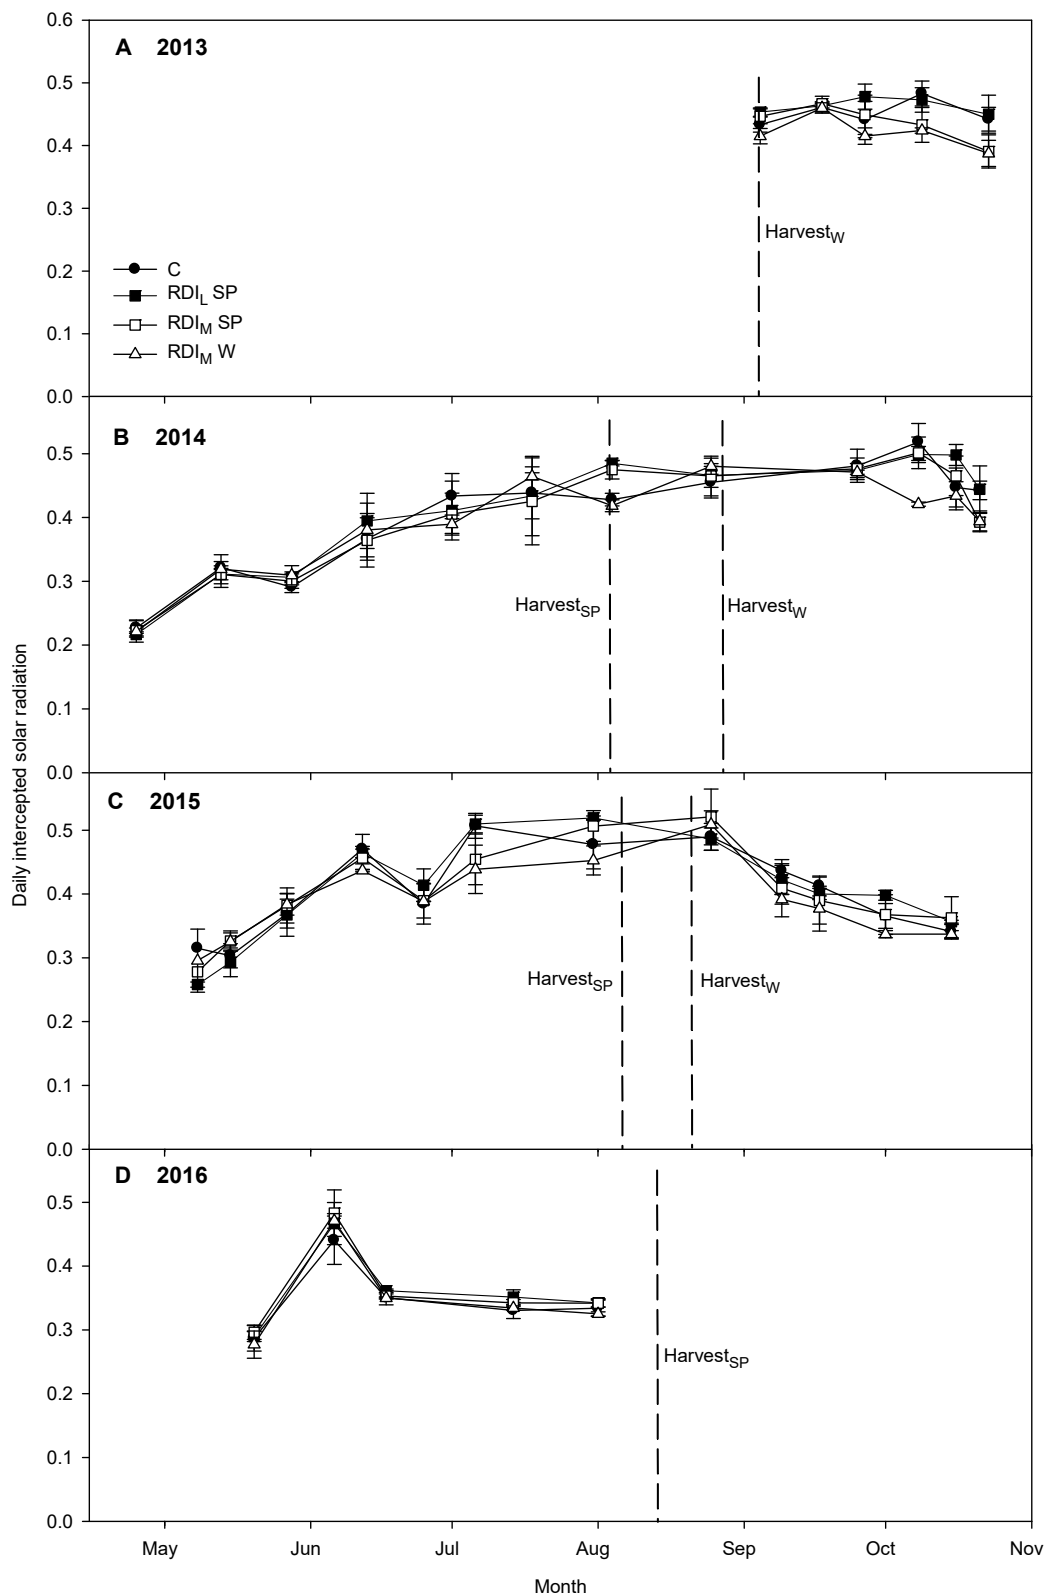 0.6
A 2013
0.5
0.4
0.3
Harvest_W
C
0.2
RDI_L SP
RDI_M SP
0.1
RDI_M W
0.0
B 2014
0.5
0.4
0.3
Harvest_SP
Harvest_W
0.2
0.1
0.0
C 2015
0.5
0.4
0.3
Harvest_SP
Harvest_W
0.2
0.1
0.0
D 2016
0.5
0.4
0.3
Harvest_SP
0.2
0.1
0.0
Daily intercepted solar radiation
May Jun Jul Aug Sep Oct Nov
Month